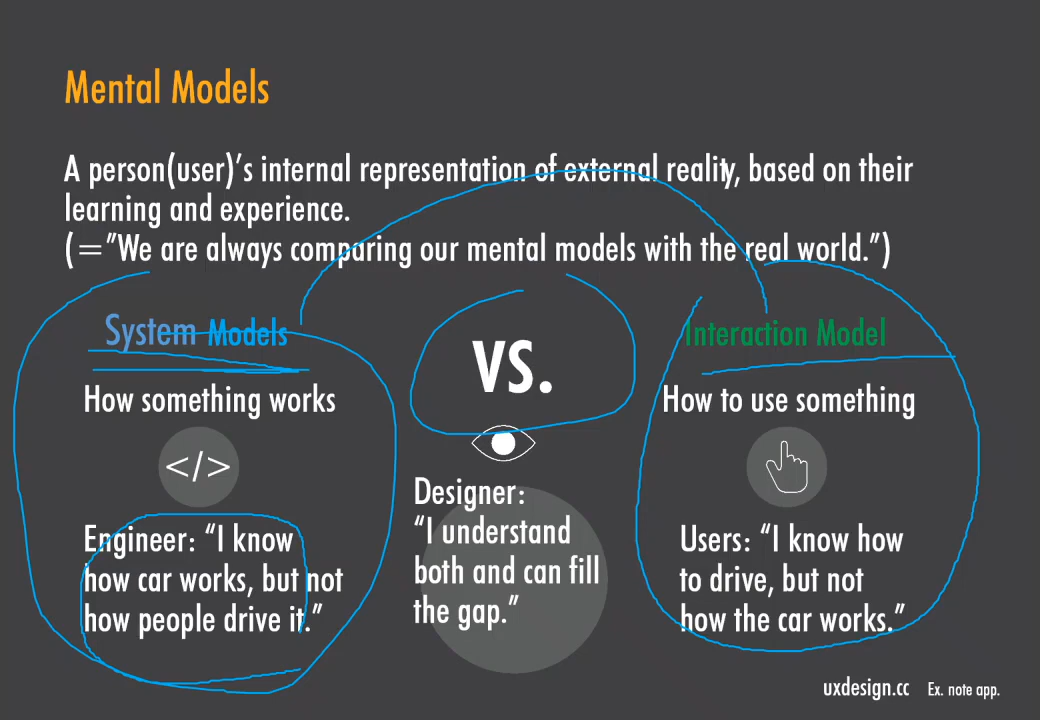 Mental Models
A person(user)'s internal representation of external reality, based on their
learning and experience.
(="We are always comparing our mental models with the real world.")
System Models
How something works
</>
Engineer: "I know
how car works, but not
how people drive it."
VS.
Designer:
"I understand
both and can fill
the gap."
Interaction Model
How to use something
Users: "I know how
to drive, but not
how the car works."
uxdesign.cc Ex. note app.